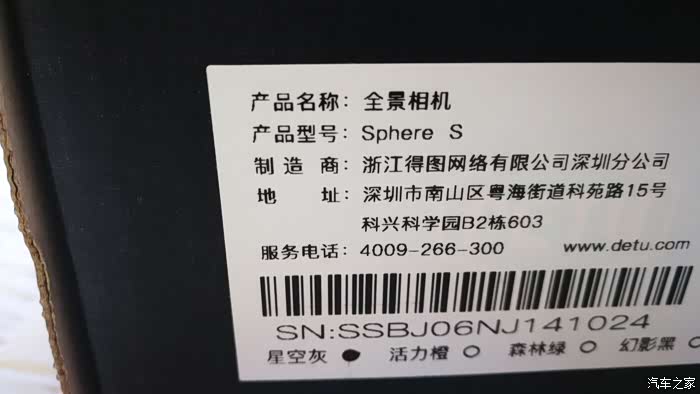 产品名称：全景相机
产品型号：Sphere S
制造商：浙江得图网络有限公司深圳分公司
地址：深圳市南山区粤海街道科苑路15号
科兴科学园B2栋603
服务电话：4009-266-300 www.detu.com
SN:SSBJ06NJ141024
星空灰 ● 活力橙 ○ 森林绿 ○ 幻影黑 ○
汽车之家